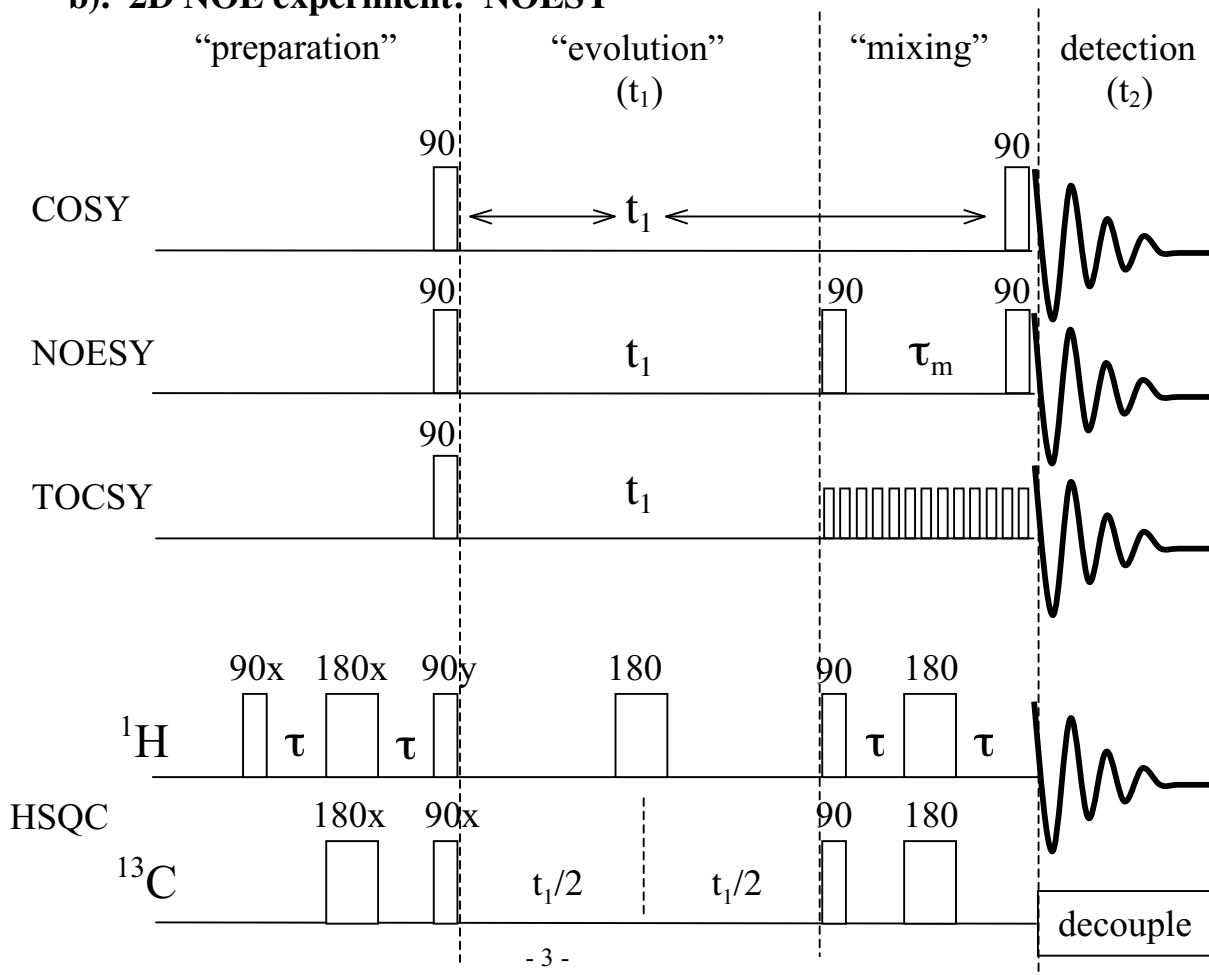 b). 2D NOE experiment: NOESY
“preparation” “evolution” “mixing” detection
(t₁) (t₂)
90 90
COSY t₁
90 90 90
NOESY t₁ τₘ
90
TOCSY t₁
90x 180x 90y 180 90 180
¹H τ τ τ τ
HSQC 180x 90x 90 180
¹³C t₁/2 t₁/2
decouple
- 3 -